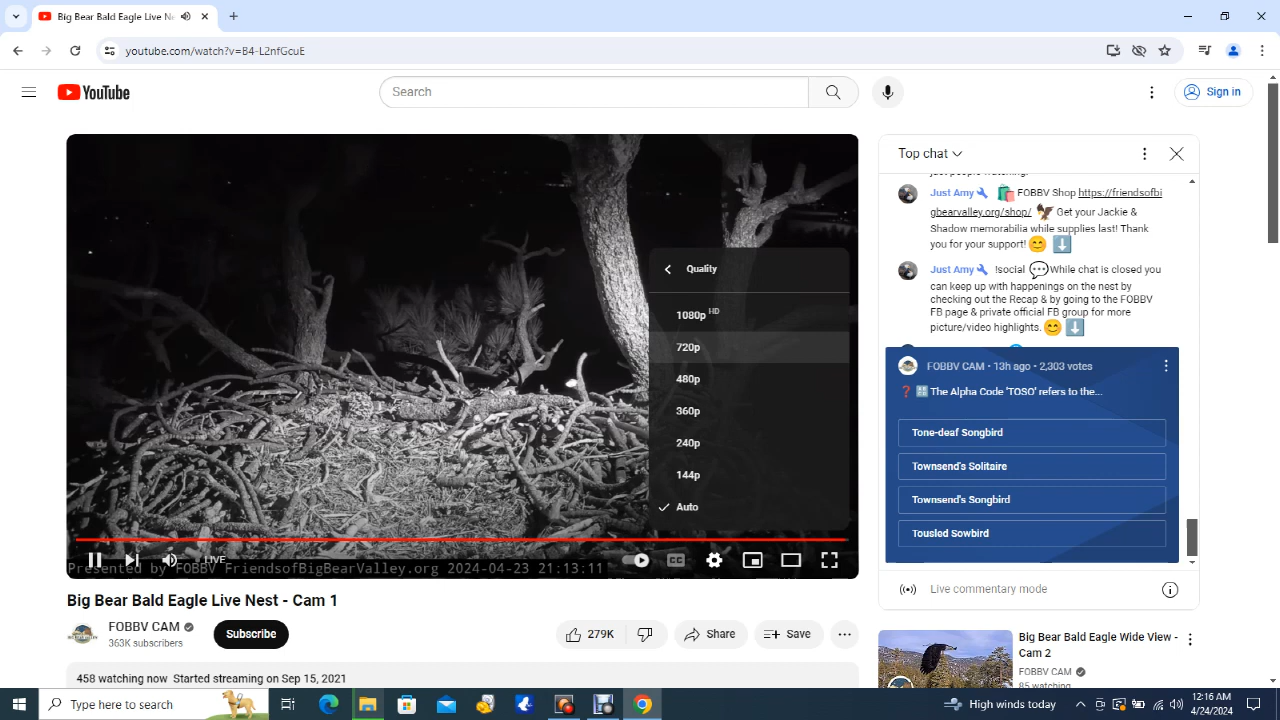 Big Bear Bald Eagle Live Ne
youtube.com/watch?v=B4-L2nfGcuE
YouTube
Search
Sign in
Quality
1080p HD
720p
480p
360p
240p
144p
Auto
LIVE
CC
Presented by FOBBV FriendsofBigBearValley.org 2024-04-23 21:13:11
Big Bear Bald Eagle Live Nest - Cam 1
FOBBV CAM
363K subscribers
Subscribe
279K
Share
Save
458 watching now Started streaming on Sep 15, 2021
Top chat
just people watching!
Just Amy FOBBV Shop https://friendsofbi
gbearvalley.org/shop/ Get your Jackie &
Shadow memorabilia while supplies last! Thank
you for your support!
Just Amy !social While chat is closed you
can keep up with happenings on the nest by
checking out the Recap & by going to the FOBBV
FB page & private official FB group for more
picture/video highlights.
FOBBV CAM • 13h ago • 2,303 votes
The Alpha Code 'TOSO' refers to the...
Tone-deaf Songbird
Townsend's Solitaire
Townsend's Songbird
Tousled Sowbird
Live commentary mode
Big Bear Bald Eagle Wide View -
Cam 2
FOBBV CAM
85 watching
Type here to search
High winds today
12:16 AM
4/24/2024